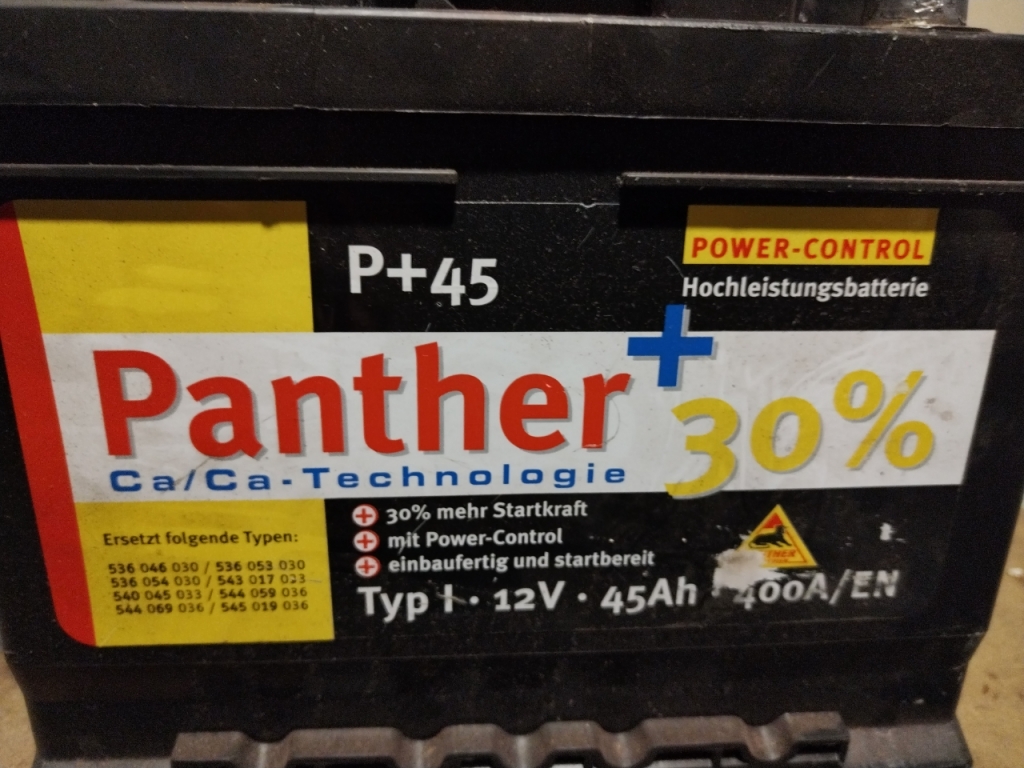 P+45
POWER-CONTROL
Hochleistungsbatterie
Panther+
30%
Ca/Ca-Technologie
+ 30% mehr Startkraft
+ mit Power-Control
+ einbaufertig und startbereit
Typ I · 12V · 45Ah · 400A/EN
Ersetzt folgende Typen:
536 046 030 / 536 053 030
536 054 030 / 543 017 023
540 045 033 / 544 059 036
544 069 036 / 545 019 036